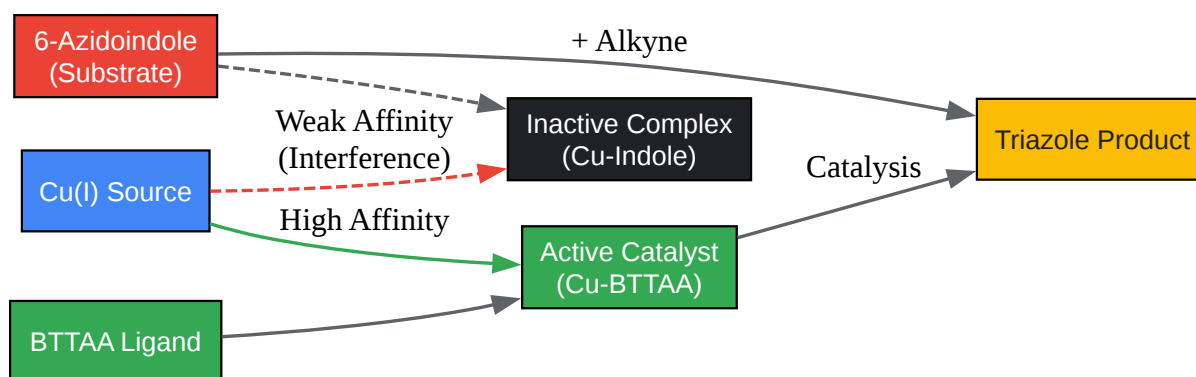 6-Azidoindole
(Substrate)
+ Alkyne
Weak Affinity
(Interference)
Inactive Complex
(Cu-Indole)
Triazole Product
Cu(I) Source
Catalysis
High Affinity
Active Catalyst
(Cu-BTTAA)
BTTAA Ligand